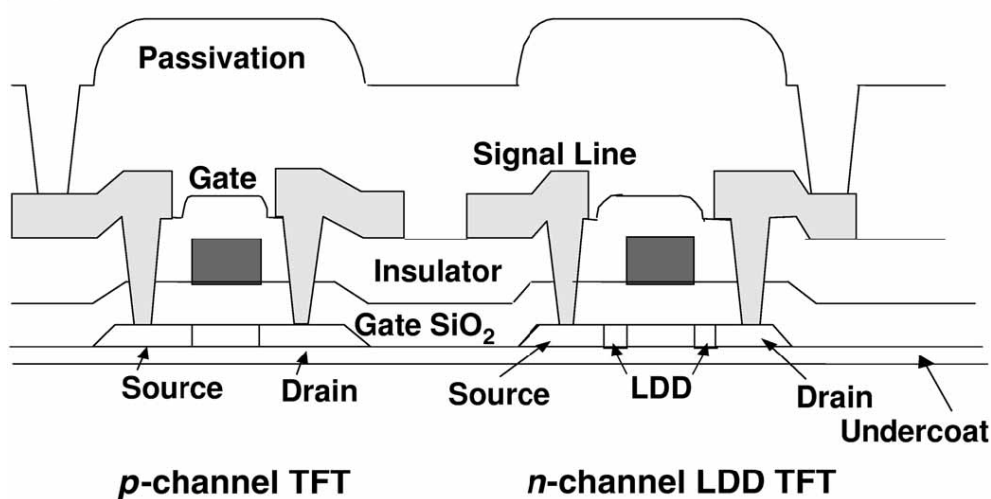 Passivation
Signal Line
Gate
Insulator
Gate SiO₂
Source
Drain
Source
LDD
Drain
Undercoat
p-channel TFT
n-channel LDD TFT